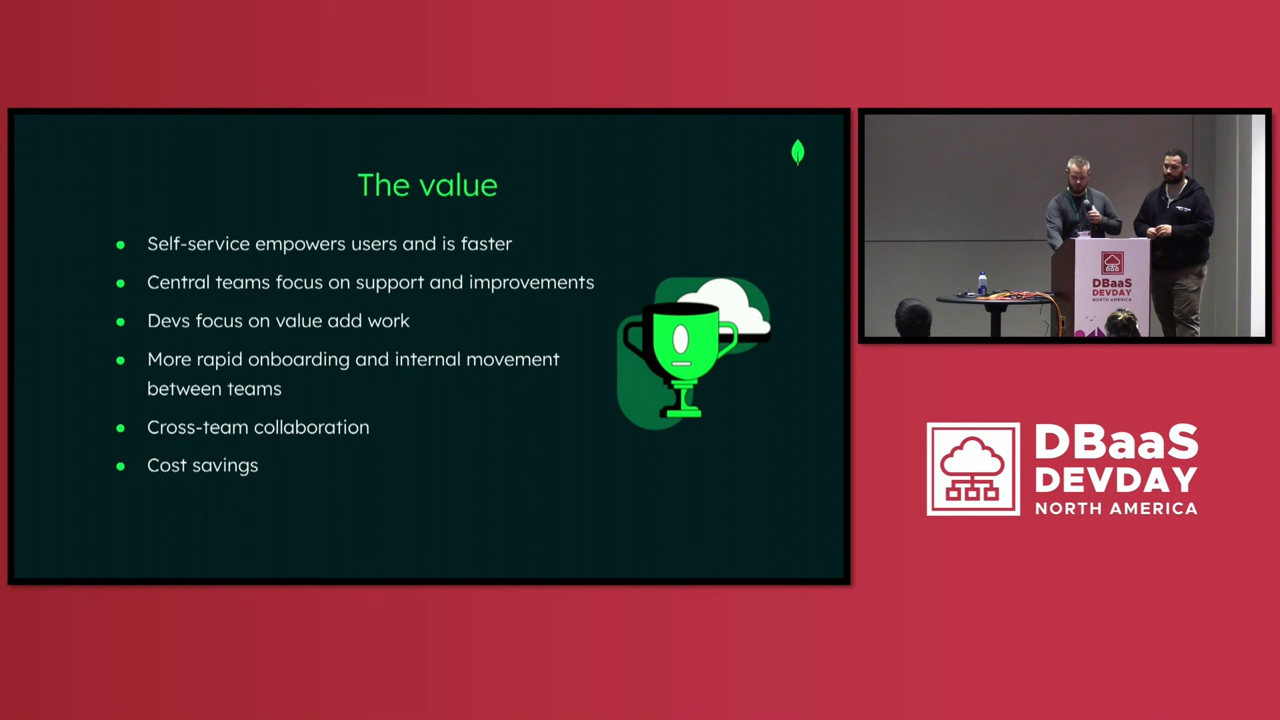 The value
Self-service empowers users and is faster
Central teams focus on support and improvements
Devs focus on value add work
More rapid onboarding and internal movement
between teams
Cross-team collaboration
Cost savings
DBaaS
DEVDAY
NORTH AMERICA
DBaaS
DEVDAY
NORTH AMERICA